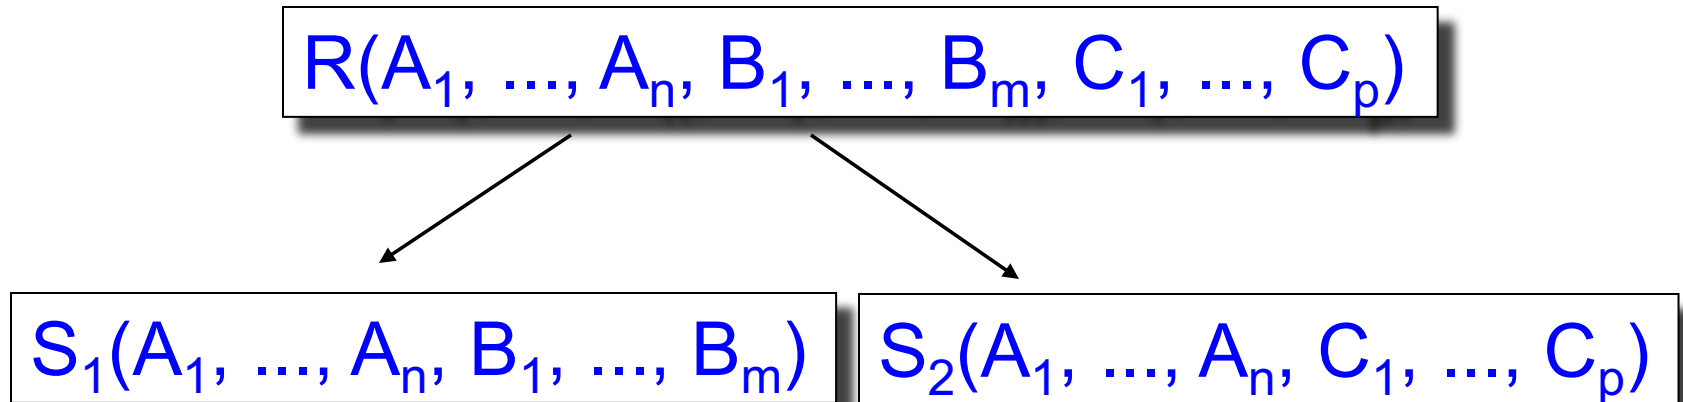 R(A₁, ..., Aₙ, B₁, ..., Bₘ, C₁, ..., Cₚ)
S₁(A₁, ..., Aₙ, B₁, ..., Bₘ) S₂(A₁, ..., Aₙ, C₁, ..., Cₚ)